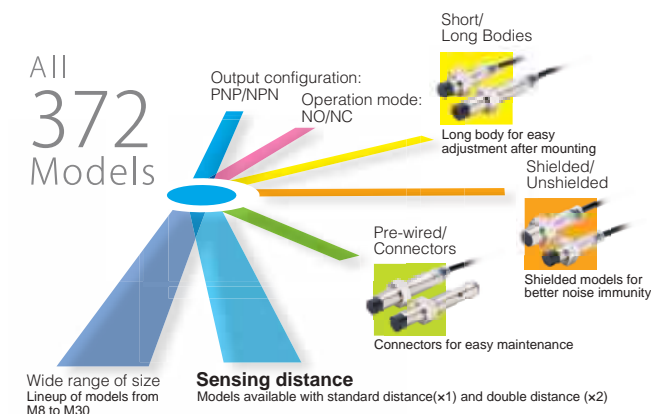 All
372
Models
Output configuration:
PNP/NPN
Operation mode:
NO/NC
Short/
Long Bodies
Long body for easy
adjustment after mounting
Shielded/
Unshielded
Shielded models for
better noise immunity
Pre-wired/
Connectors
Connectors for easy maintenance
Wide range of size
Lineup of models from
M8 to M30
Sensing distance
Models available with standard distance(×1) and double distance (×2)